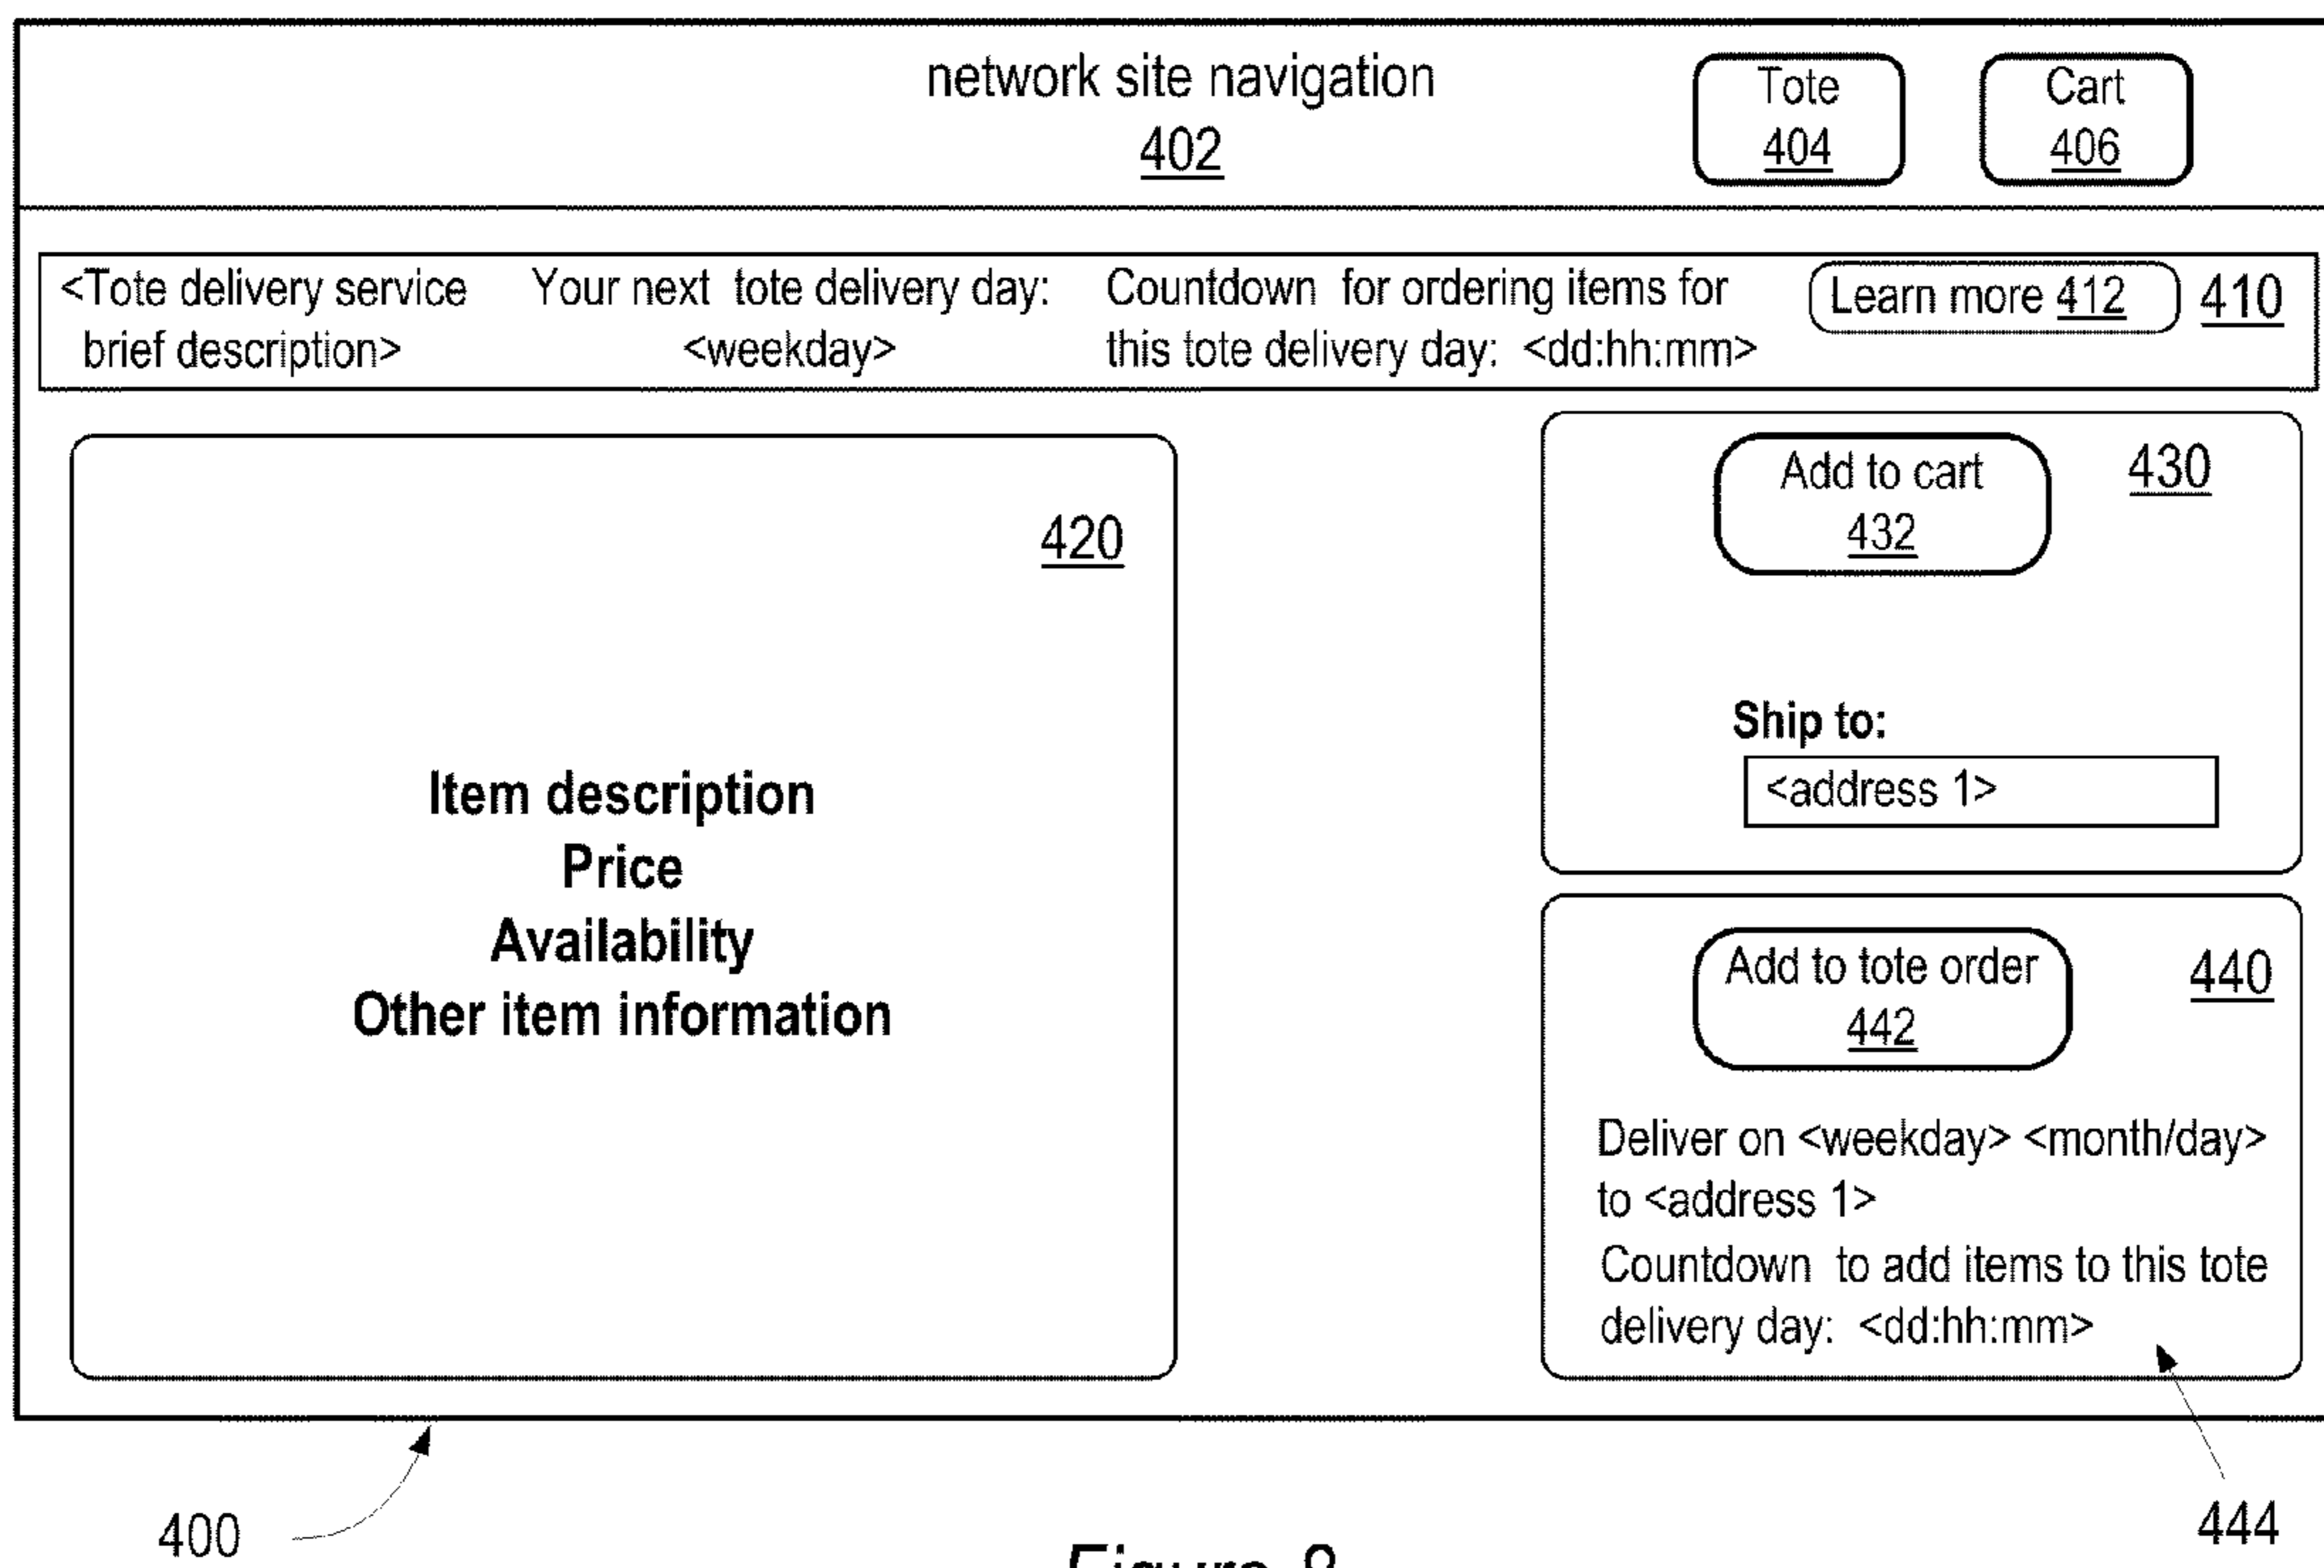 network site navigation
402
Tote
404
Cart
406
<Tote delivery service
brief description>
Your next tote delivery day:
<weekday>
Countdown for ordering items for
this tote delivery day: <dd:hh:mm>
Learn more 412
410
420
Item description
Price
Availability
Other item information
Add to cart
432
430
Ship to:
<address 1>
Add to tote order
442
440
Deliver on <weekday> <month/day>
to <address 1>
Countdown to add items to this tote
delivery day: <dd:hh:mm>
400
444
Figure 8